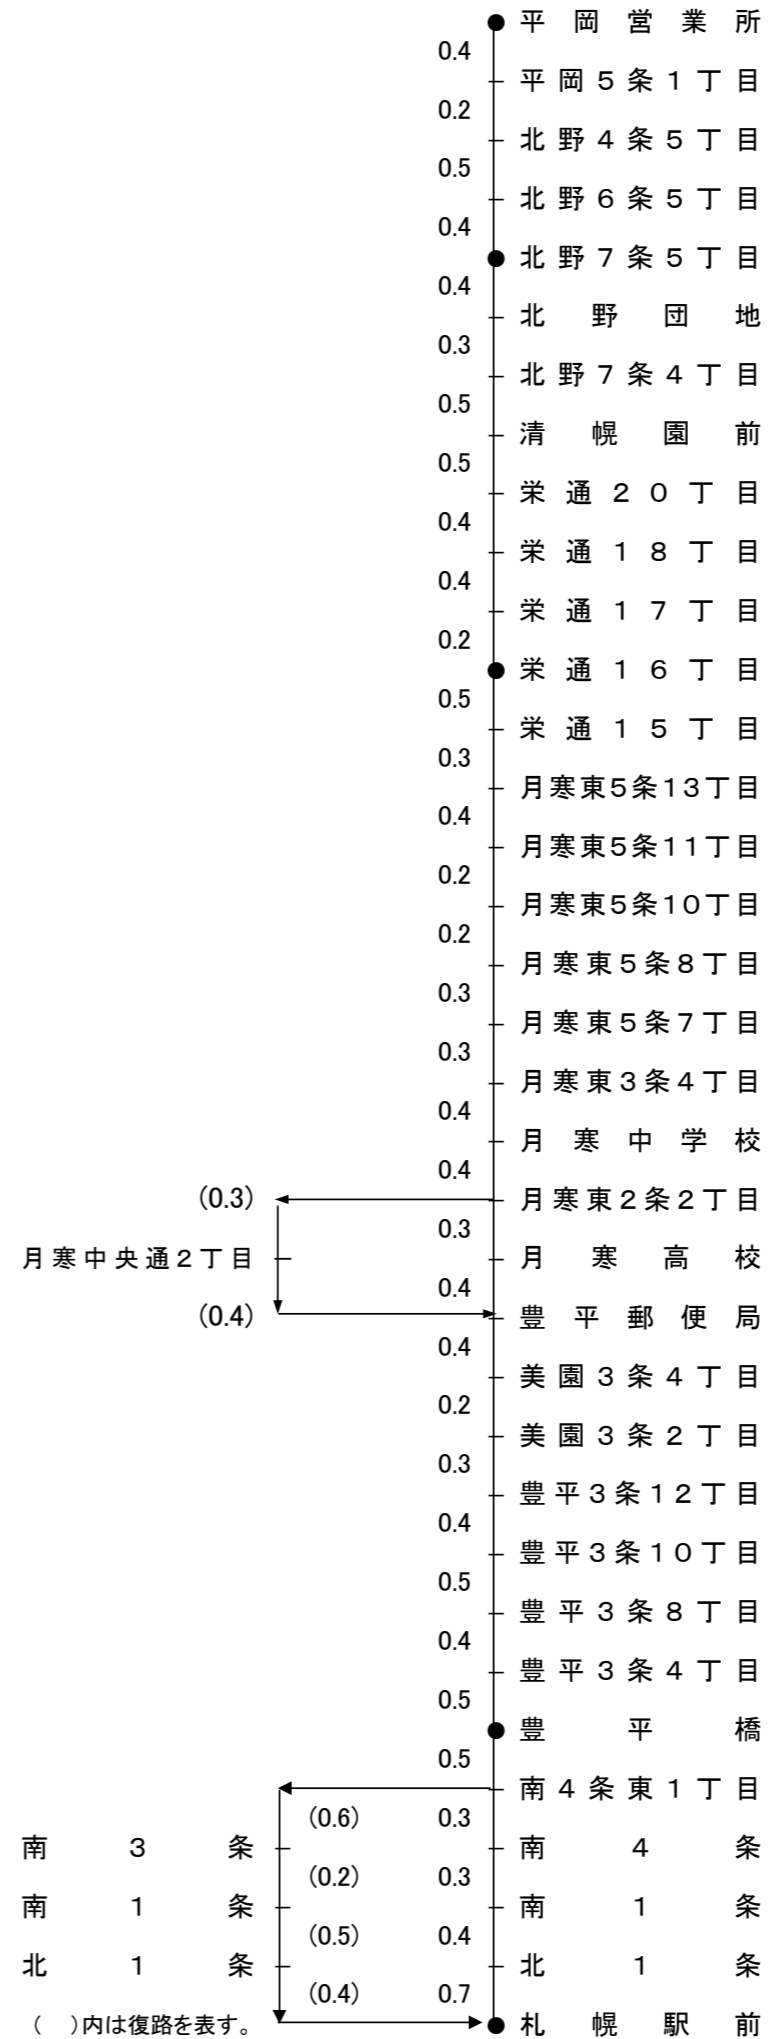 平岡営業所
0.4
平岡5条1丁目
0.2
北野4条5丁目
0.5
北野6条5丁目
0.4
北野7条5丁目
0.4
北野団地
0.3
北野7条4丁目
0.5
清幌園前
0.5
栄通20丁目
0.4
栄通18丁目
0.4
栄通17丁目
0.2
栄通16丁目
0.5
栄通15丁目
0.3
月寒東5条13丁目
0.4
月寒東5条11丁目
0.2
月寒東5条10丁目
0.2
月寒東5条8丁目
0.3
月寒東5条7丁目
0.3
月寒東3条4丁目
0.4
月寒中学校
0.4
(0.3) 月寒東2条2丁目
0.3
月寒中央通2丁目 月寒高校
0.4
(0.4) 豊平郵便局
0.4
美園3条4丁目
0.2
美園3条2丁目
0.3
豊平3条12丁目
0.4
豊平3条10丁目
0.5
豊平3条8丁目
0.4
豊平3条4丁目
0.5
豊平橋
0.5
南4条東1丁目
(0.6) 0.3
南3条 南4条
(0.2) 0.3
南1条 南1条
(0.5) 0.4
北1条 北1条
(0.4) 0.7
( )内は復路を表す。 札幌駅前